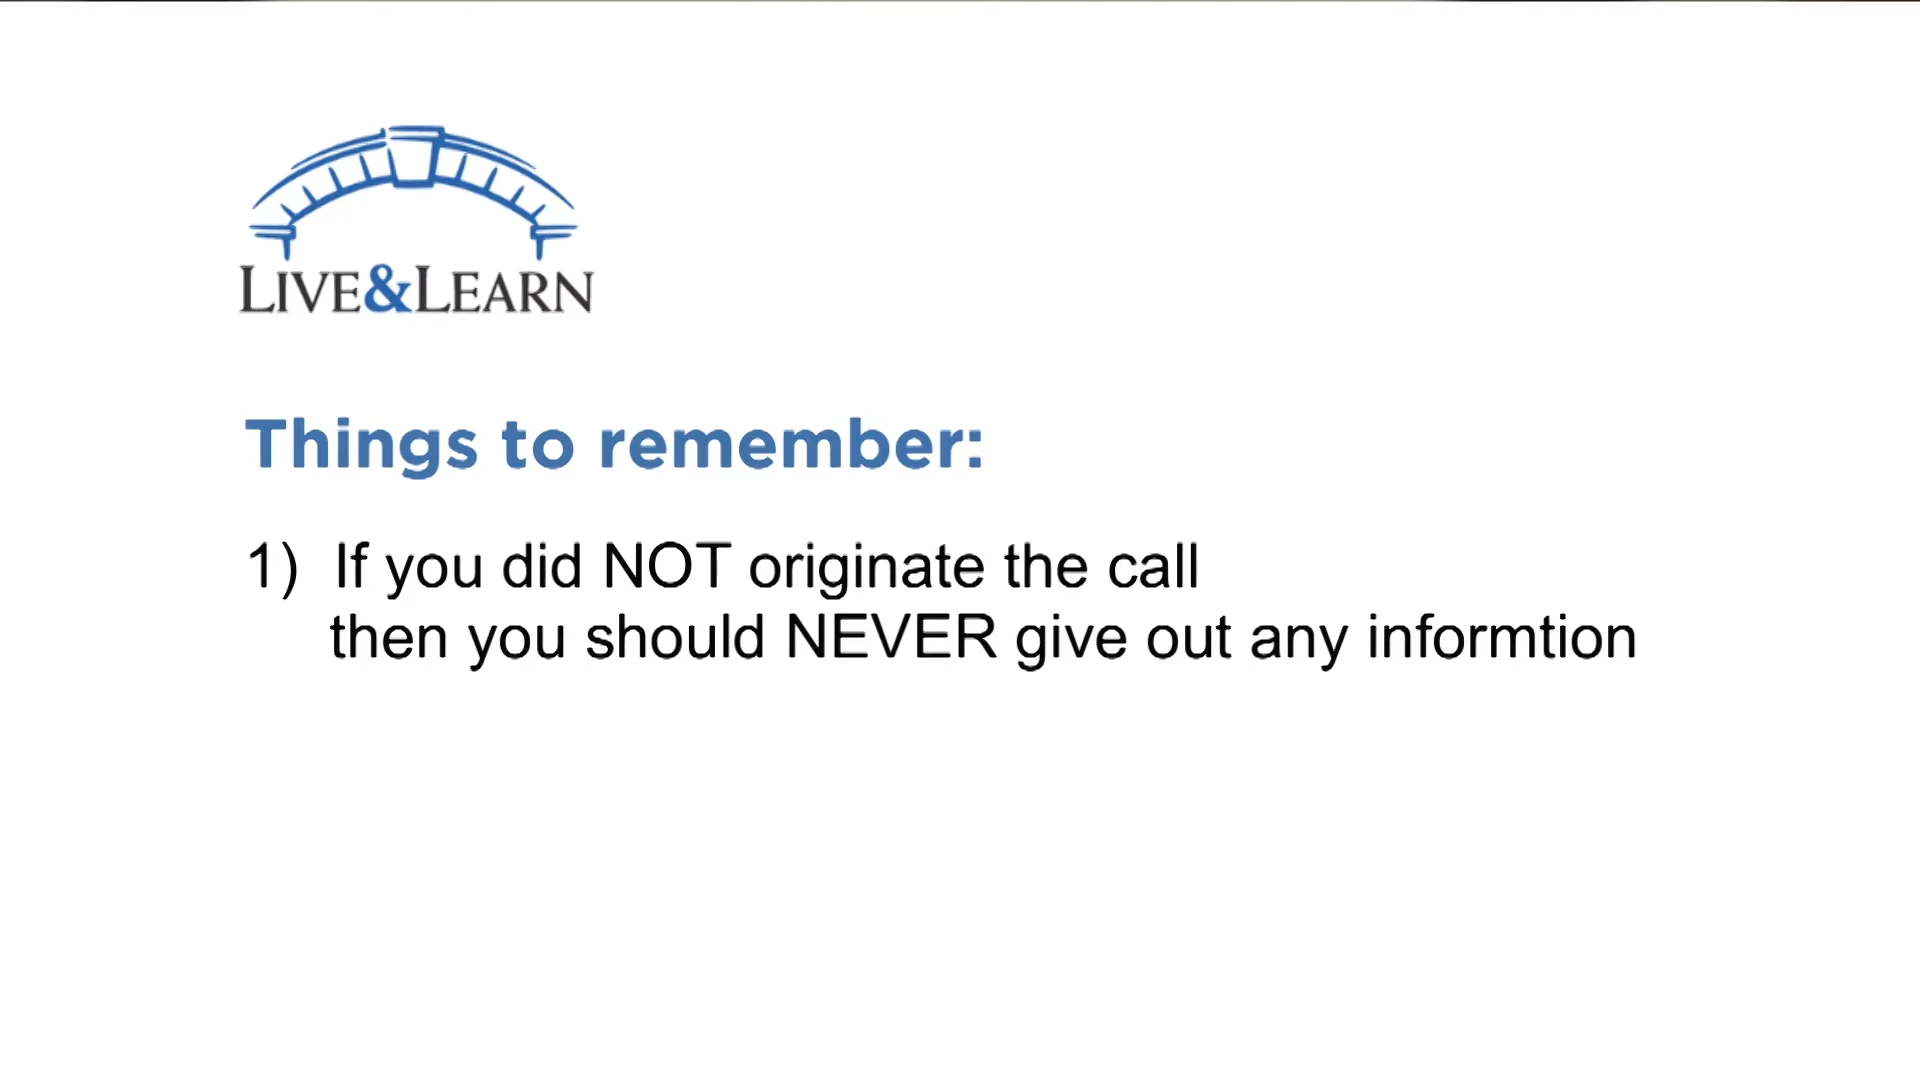 LIVE&LEARN
Things to remember:
1) If you did NOT originate the call
then you should NEVER give out any informtion